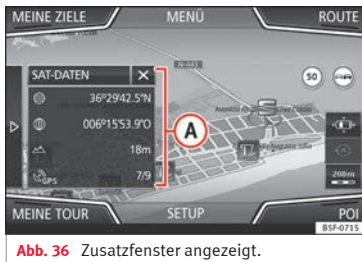 MEINE ZIELE MENÜ ROUTE
SAT-DATEN X
N-443
50
36°29'42.5"N
006°15'53.9"O
A
18m
GPS 7/9
200m
MEINE TOUR SETUP POI
BSF-0715
Abb. 36 Zusatzfenster angezeigt.